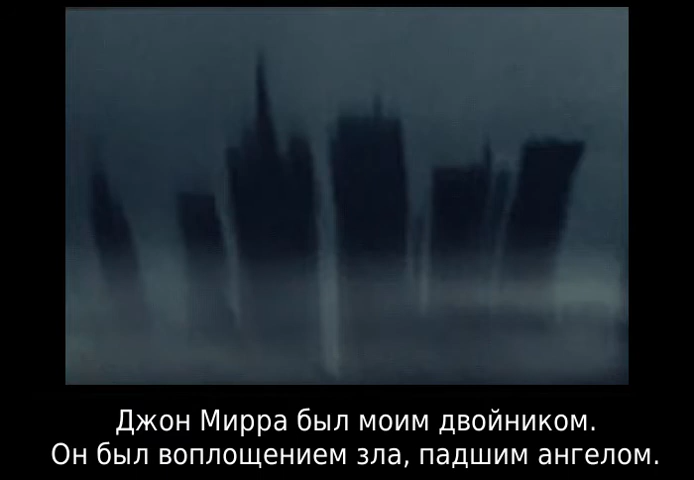 Джон Мирра был моим двойником.
Он был воплощением зла, падшим ангелом.